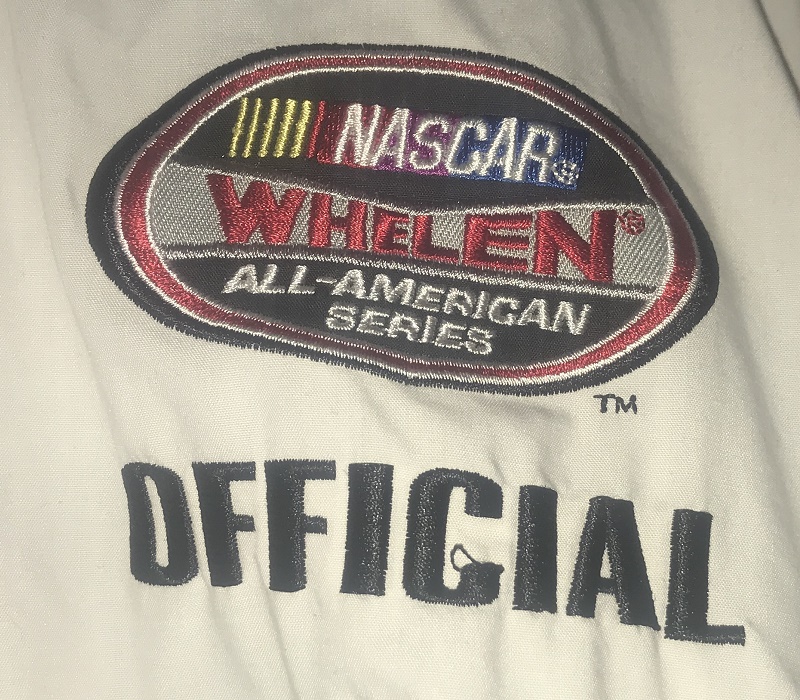 NASCAR®
WHELEN®
ALL-AMERICAN
SERIES
TM
OFFICIAL